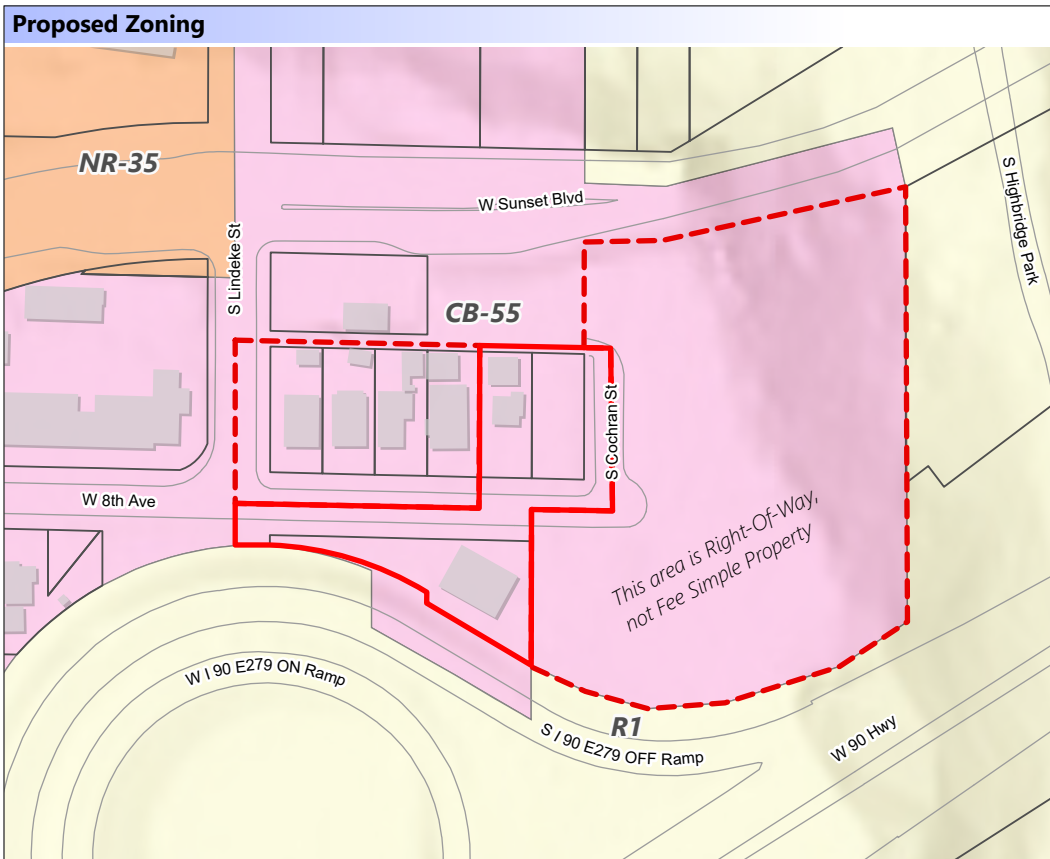 Proposed Zoning
NR-35
S Highbridge Park
W Sunset Blvd
S Lindeke St
CB-55
S Cochran St
W 8th Ave
This area is Right-Of-Way,
not Fee Simple Property
W I 90 E279 ON Ramp
R1
S I 90 E279 OFF Ramp
W 90 Hwy